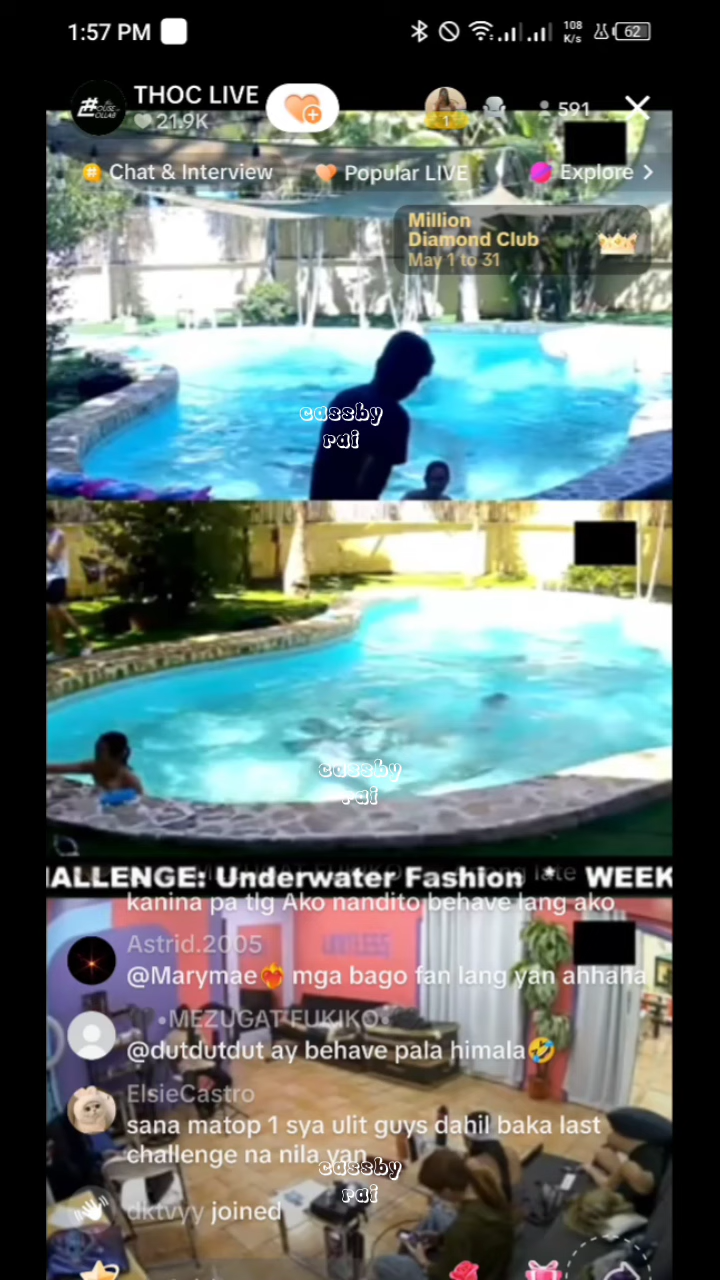 1:57 PM
108
K/s
62
THOC LIVE
21.9K
1
591
Chat & Interview
Popular LIVE
Explore
Million
Diamond Club
May 1 to 31
cassby
rai
cassby
rai
ALLENGE: Underwater Fashion * WEEK
kanina pa tlg Ako nandito behave lang ako
Astrid.2005
@Marymae❤️‍🔥 mga bago fan lang yan ahhaha
•MEZUGAT FUKIKO•
@dutdutdut ay behave pala himala🤣
ElsieCastro
sana matop 1 sya ulit guys dahil baka last
challenge na nila yan
cassby
rai
dktvyy joined